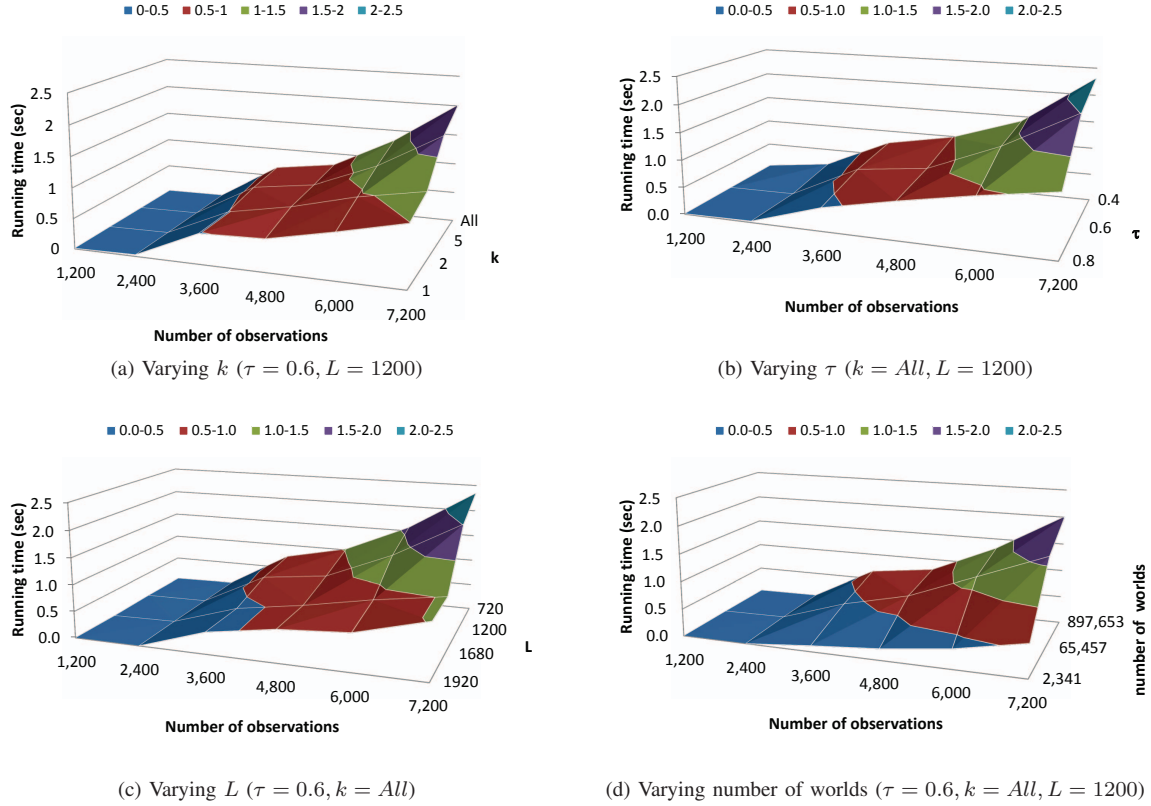 0-0.5 0.5-1 1-1.5 1.5-2 2-2.5
Running time (sec)
2.5
2
1.5
1
0.5
0
1,200
2,400
3,600
4,800
6,000
7,200
All
5
2
1
k
Number of observations
(a) Varying k (τ = 0.6, L = 1200)
0.0-0.5 0.5-1.0 1.0-1.5 1.5-2.0 2.0-2.5
Running time (sec)
2.5
2.0
1.5
1.0
0.5
0.0
1,200
2,400
3,600
4,800
6,000
7,200
0.4
0.6
0.8
τ
Number of observations
(b) Varying τ (k = All, L = 1200)
0.0-0.5 0.5-1.0 1.0-1.5 1.5-2.0 2.0-2.5
Running time (sec)
2.5
2.0
1.5
1.0
0.5
0.0
1,200
2,400
3,600
4,800
6,000
7,200
720
1200
1680
1920
L
Number of observations
(c) Varying L (τ = 0.6, k = All)
0.0-0.5 0.5-1.0 1.0-1.5 1.5-2.0 2.0-2.5
Running time (sec)
2.5
2.0
1.5
1.0
0.5
0.0
1,200
2,400
3,600
4,800
6,000
7,200
897,653
65,457
2,341
number of worlds
Number of observations
(d) Varying number of worlds (τ = 0.6, k = All, L = 1200)